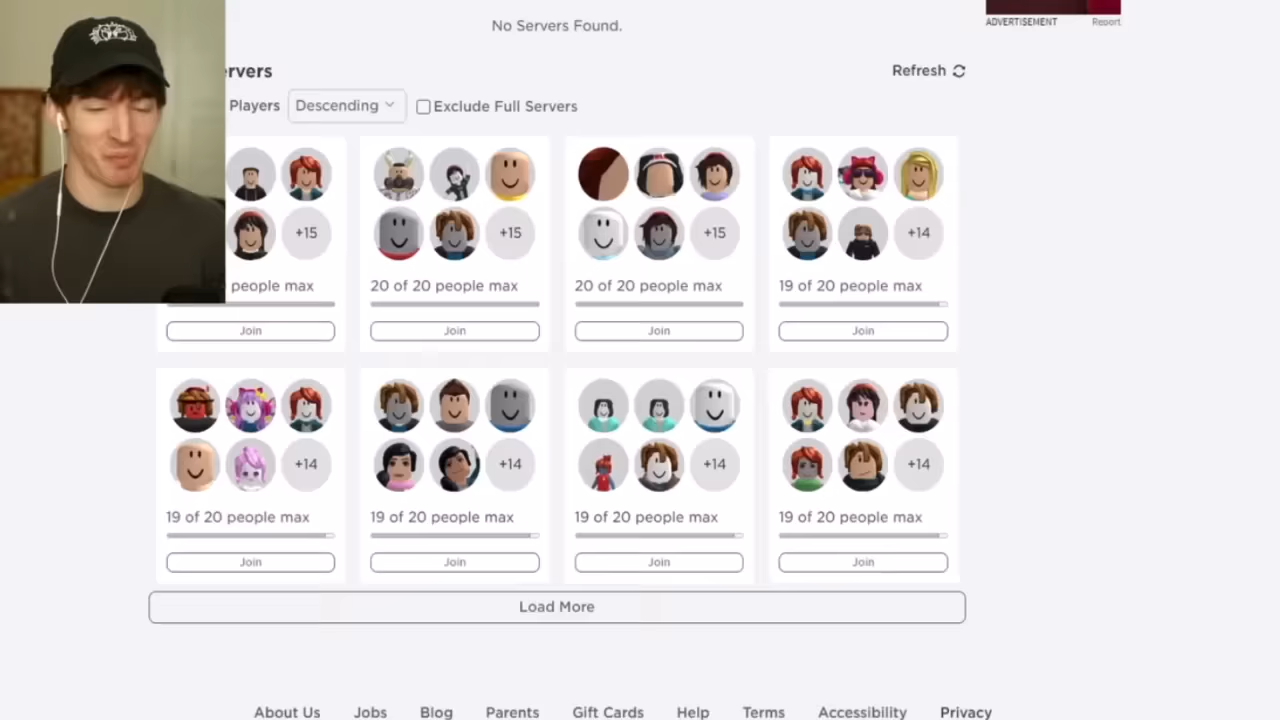 No Servers Found.
ADVERTISEMENT Report
ervers
Refresh
Players Descending Exclude Full Servers
+15 +15 +15 +14
people max 20 of 20 people max 20 of 20 people max 19 of 20 people max
Join Join Join Join
+14 +14 +14 +14
19 of 20 people max 19 of 20 people max 19 of 20 people max 19 of 20 people max
Join Join Join Join
Load More
About Us Jobs Blog Parents Gift Cards Help Terms Accessibility Privacy